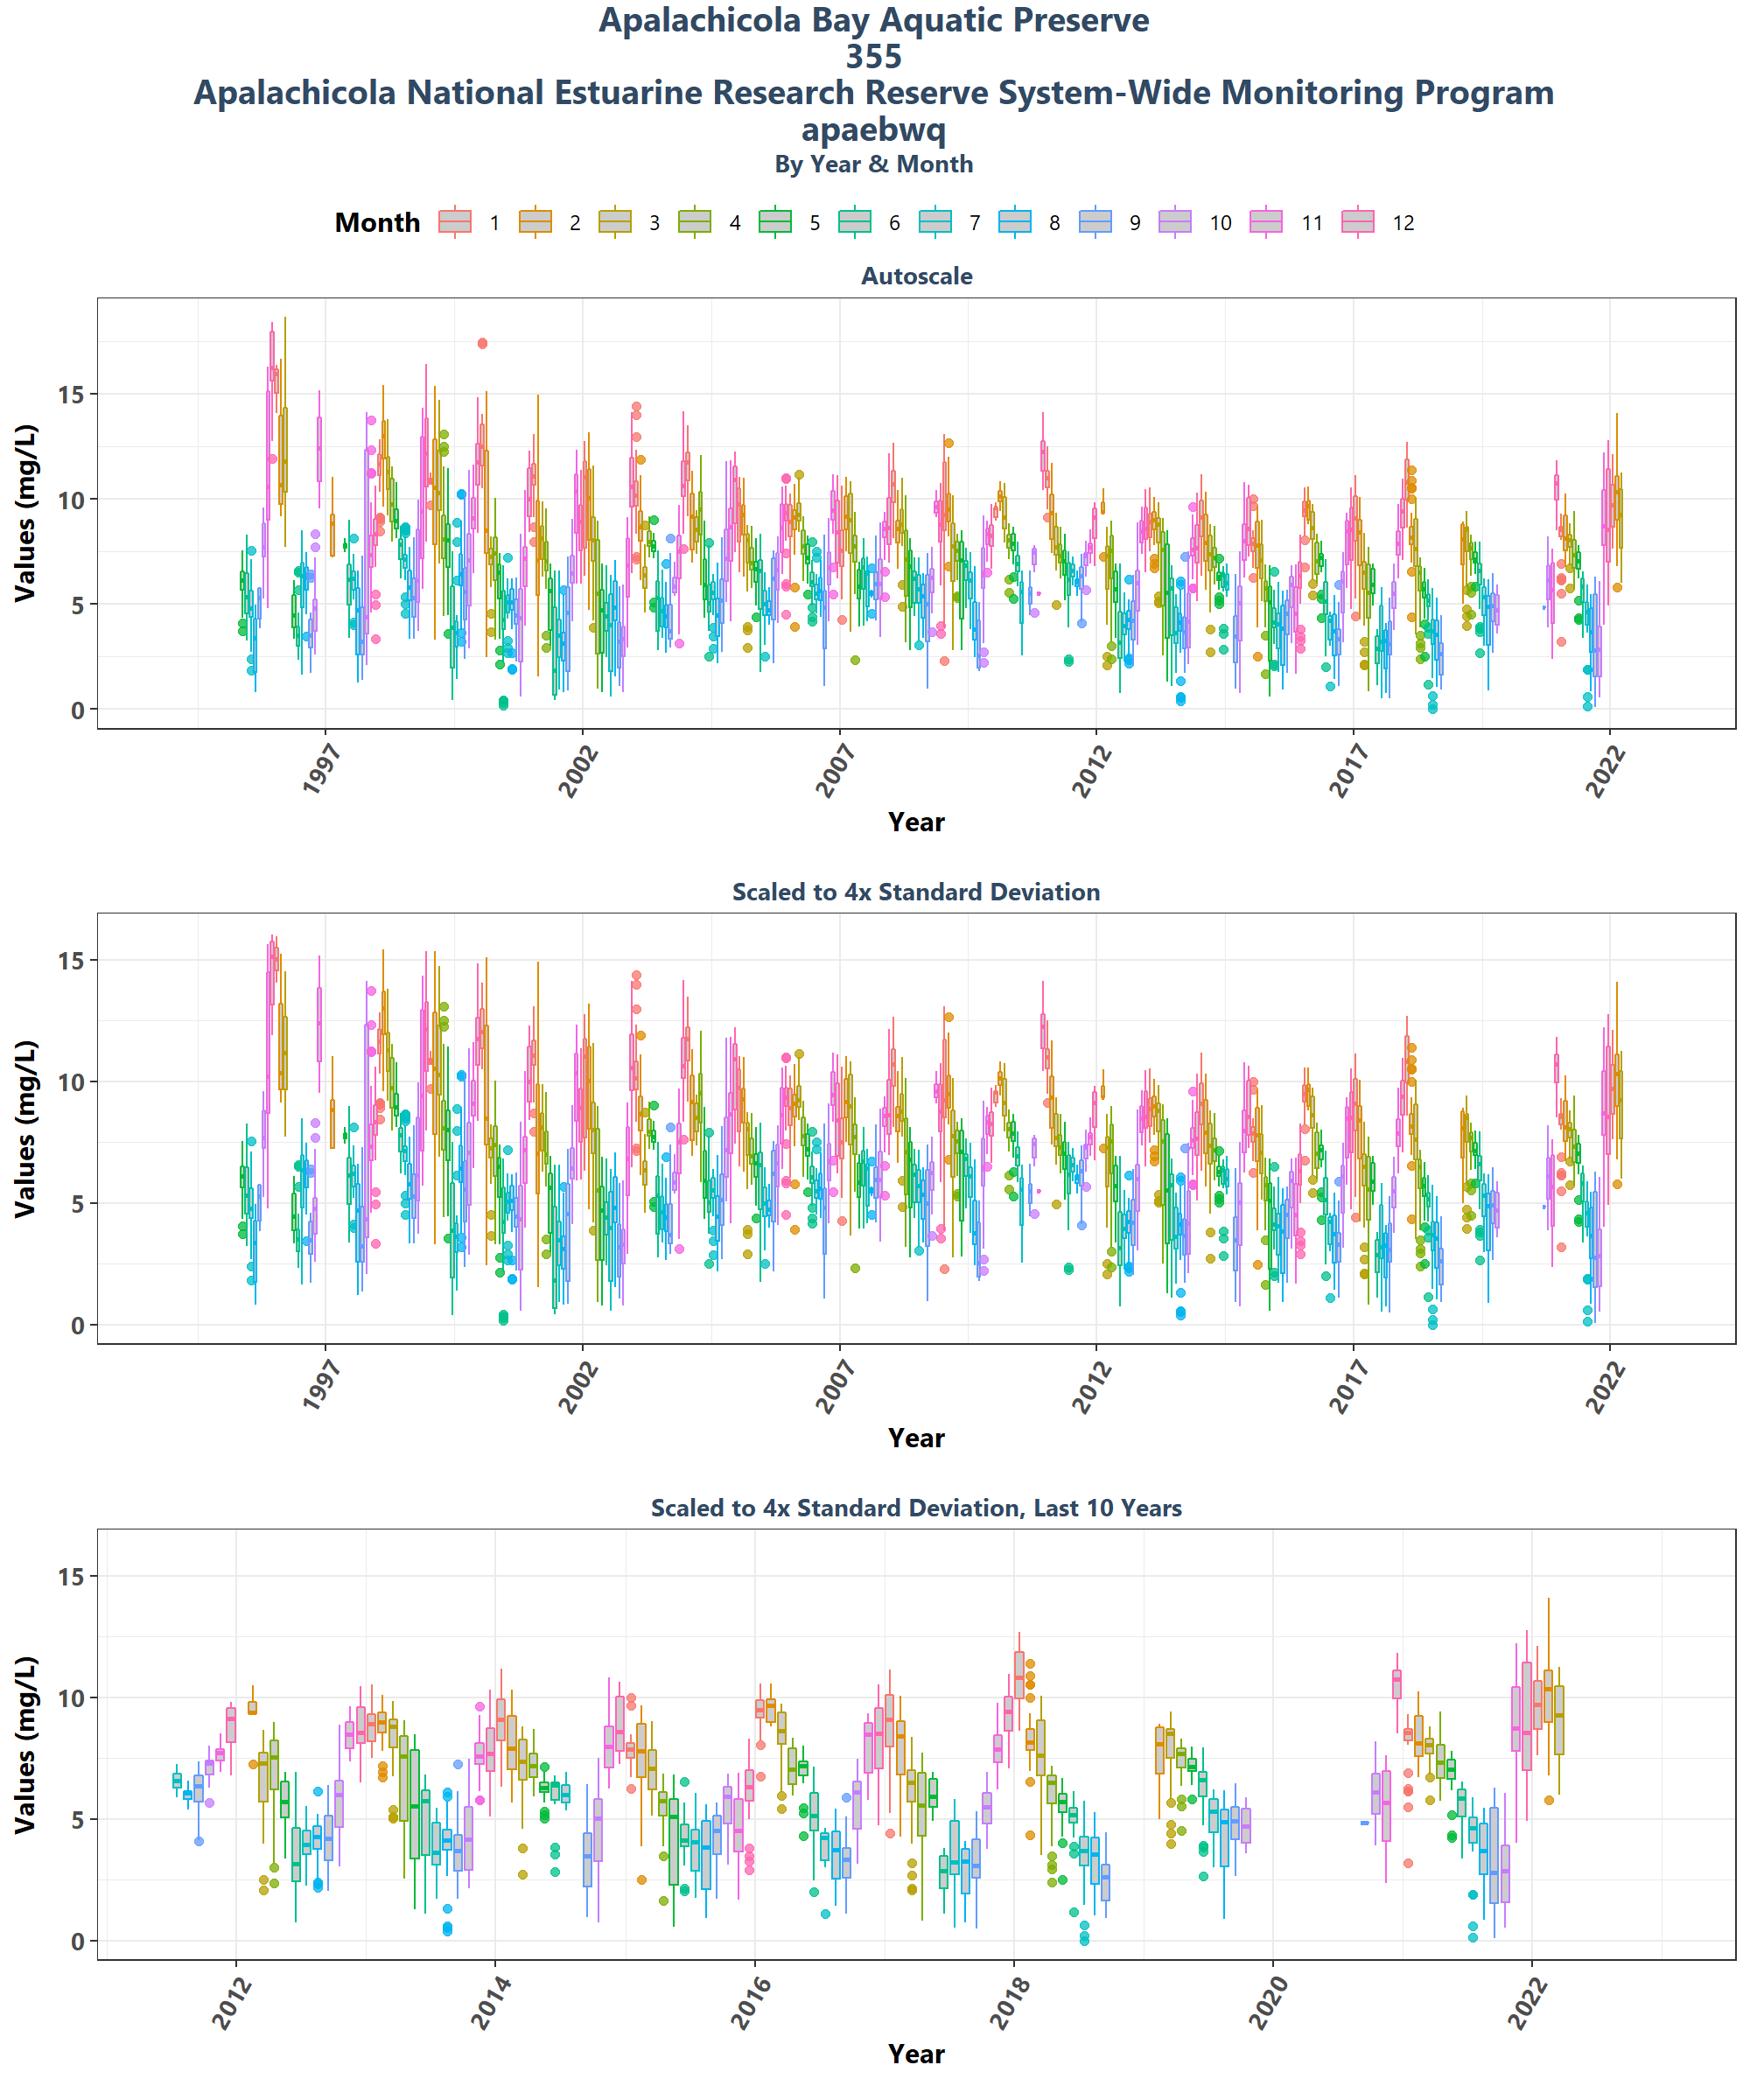 Apalachicola Bay Aquatic Preserve
355
Apalachicola National Estuarine Research Reserve System-Wide Monitoring Program
apaebwq
By Year & Month
Month 1 2 3 4 5 6 7 8 9 10 11 12
Autoscale
Values (mg/L)
15
10
5
0
1997 2002 2007 2012 2017 2022
Year
Scaled to 4x Standard Deviation
Values (mg/L)
15
10
5
0
1997 2002 2007 2012 2017 2022
Year
Scaled to 4x Standard Deviation, Last 10 Years
Values (mg/L)
15
10
5
0
2012 2014 2016 2018 2020 2022
Year